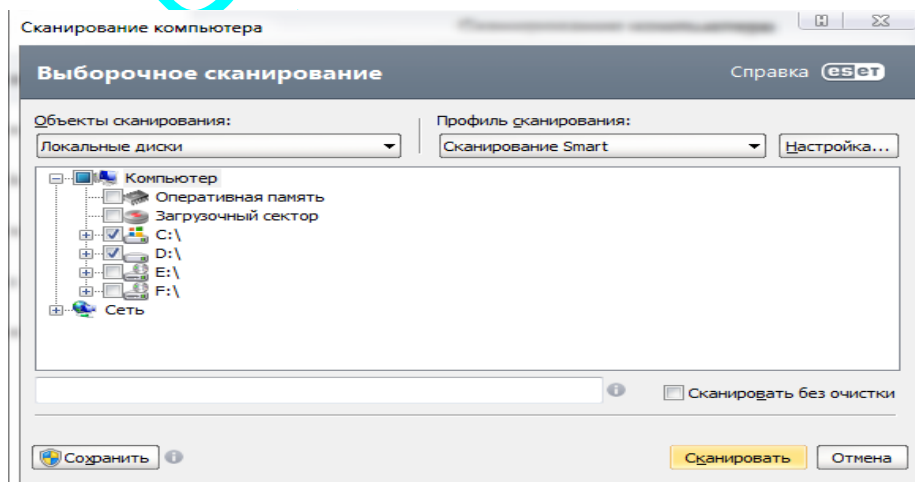 Сканирование компьютера
Выборочное сканирование
Справка eset
Объекты сканирования:
Профиль сканирования:
Локальные диски
Сканирование Smart
Настройка...
Компьютер
Оперативная память
Загрузочный сектор
C:\
D:\
E:\
F:\
Сеть
Сканировать без очистки
Сохранить
Сканировать
Отмена